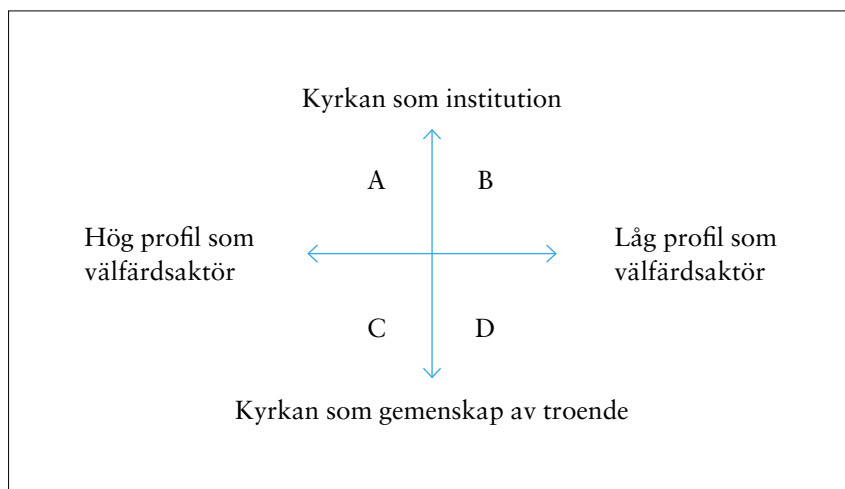 Kyrkan som institution
A
B
Hög profil som
välfärdsaktör
Låg profil som
välfärdsaktör
C
D
Kyrkan som gemenskap av troende